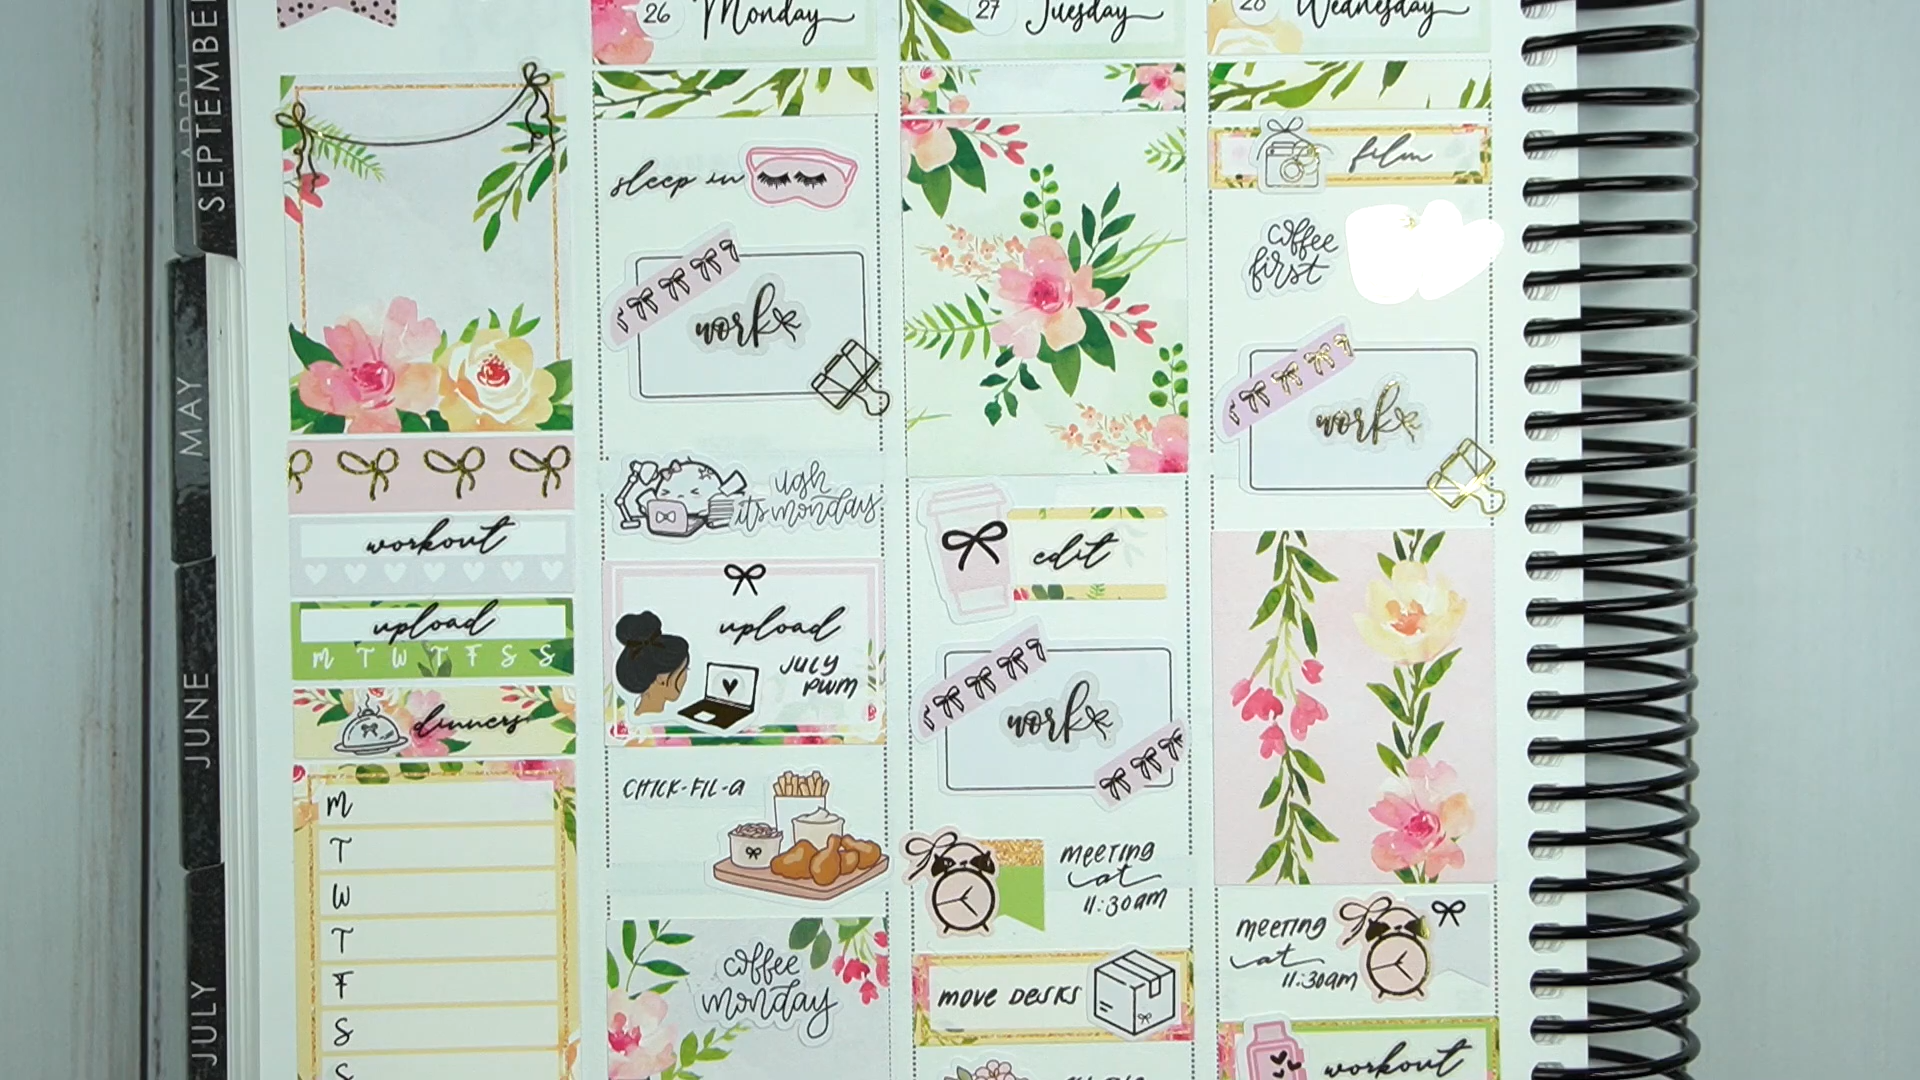 APRIL
SEPTEMBER
MAY
JUNE
JULY
workout
upload
M T W T F S S
dinners
M
T
W
T
F
S
S
26 Monday
sleep in
work
ugh
its monday
upload
JULY
PWM
CHICK-FIL-A
coffee
monday
27 Tuesday
edit
work
MEETING
at
11:30am
MOVE DESKS
28 Wednesday
film
coffee
first
work
MEETING
at
11:30am
workout